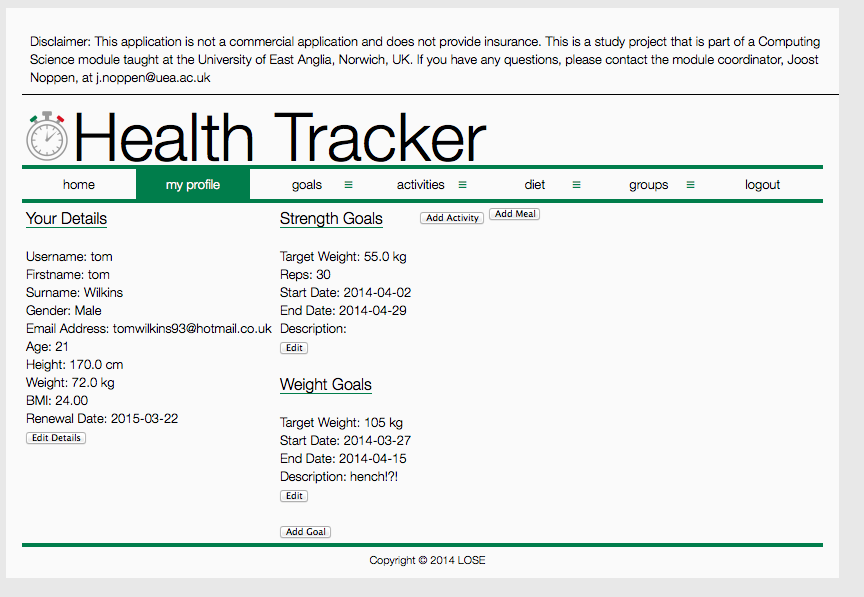 Disclaimer: This application is not a commercial application and does not provide insurance. This is a study project that is part of a Computing
Science module taught at the University of East Anglia, Norwich, UK. If you have any questions, please contact the module coordinator, Joost
Noppen, at j.noppen@uea.ac.uk
Health Tracker
home my profile goals activities diet groups logout
Your Details
Username: tom
Firstname: tom
Surname: Wilkins
Gender: Male
Email Address: tomwilkins93@hotmail.co.uk
Age: 21
Height: 170.0 cm
Weight: 72.0 kg
BMI: 24.00
Renewal Date: 2015-03-22
Edit Details
Strength Goals
Target Weight: 55.0 kg
Reps: 30
Start Date: 2014-04-02
End Date: 2014-04-29
Description:
Edit
Weight Goals
Target Weight: 105 kg
Start Date: 2014-03-27
End Date: 2014-04-15
Description: hench!?!
Edit
Add Goal
Add Activity Add Meal
Copyright © 2014 LOSE